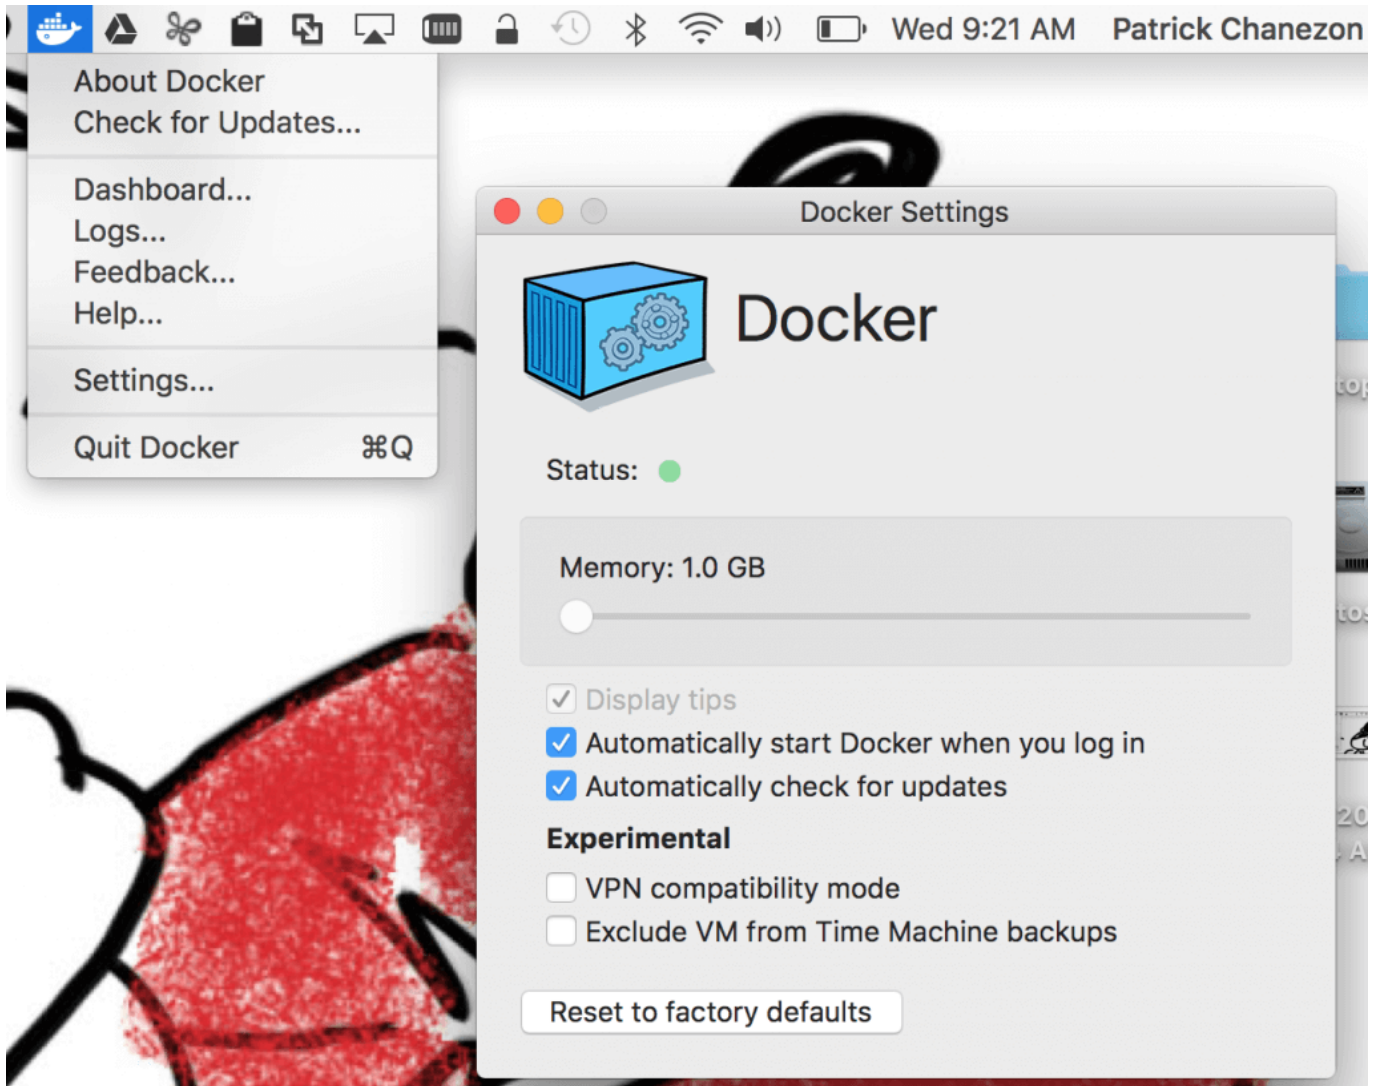 Wed 9:21 AM Patrick Chanezon
About Docker
Check for Updates...
Dashboard...
Logs...
Feedback...
Help...
Settings...
Quit Docker ⌘Q
Docker Settings
Docker
Status:
Memory: 1.0 GB
Display tips
Automatically start Docker when you log in
Automatically check for updates
Experimental
VPN compatibility mode
Exclude VM from Time Machine backups
Reset to factory defaults
20
A